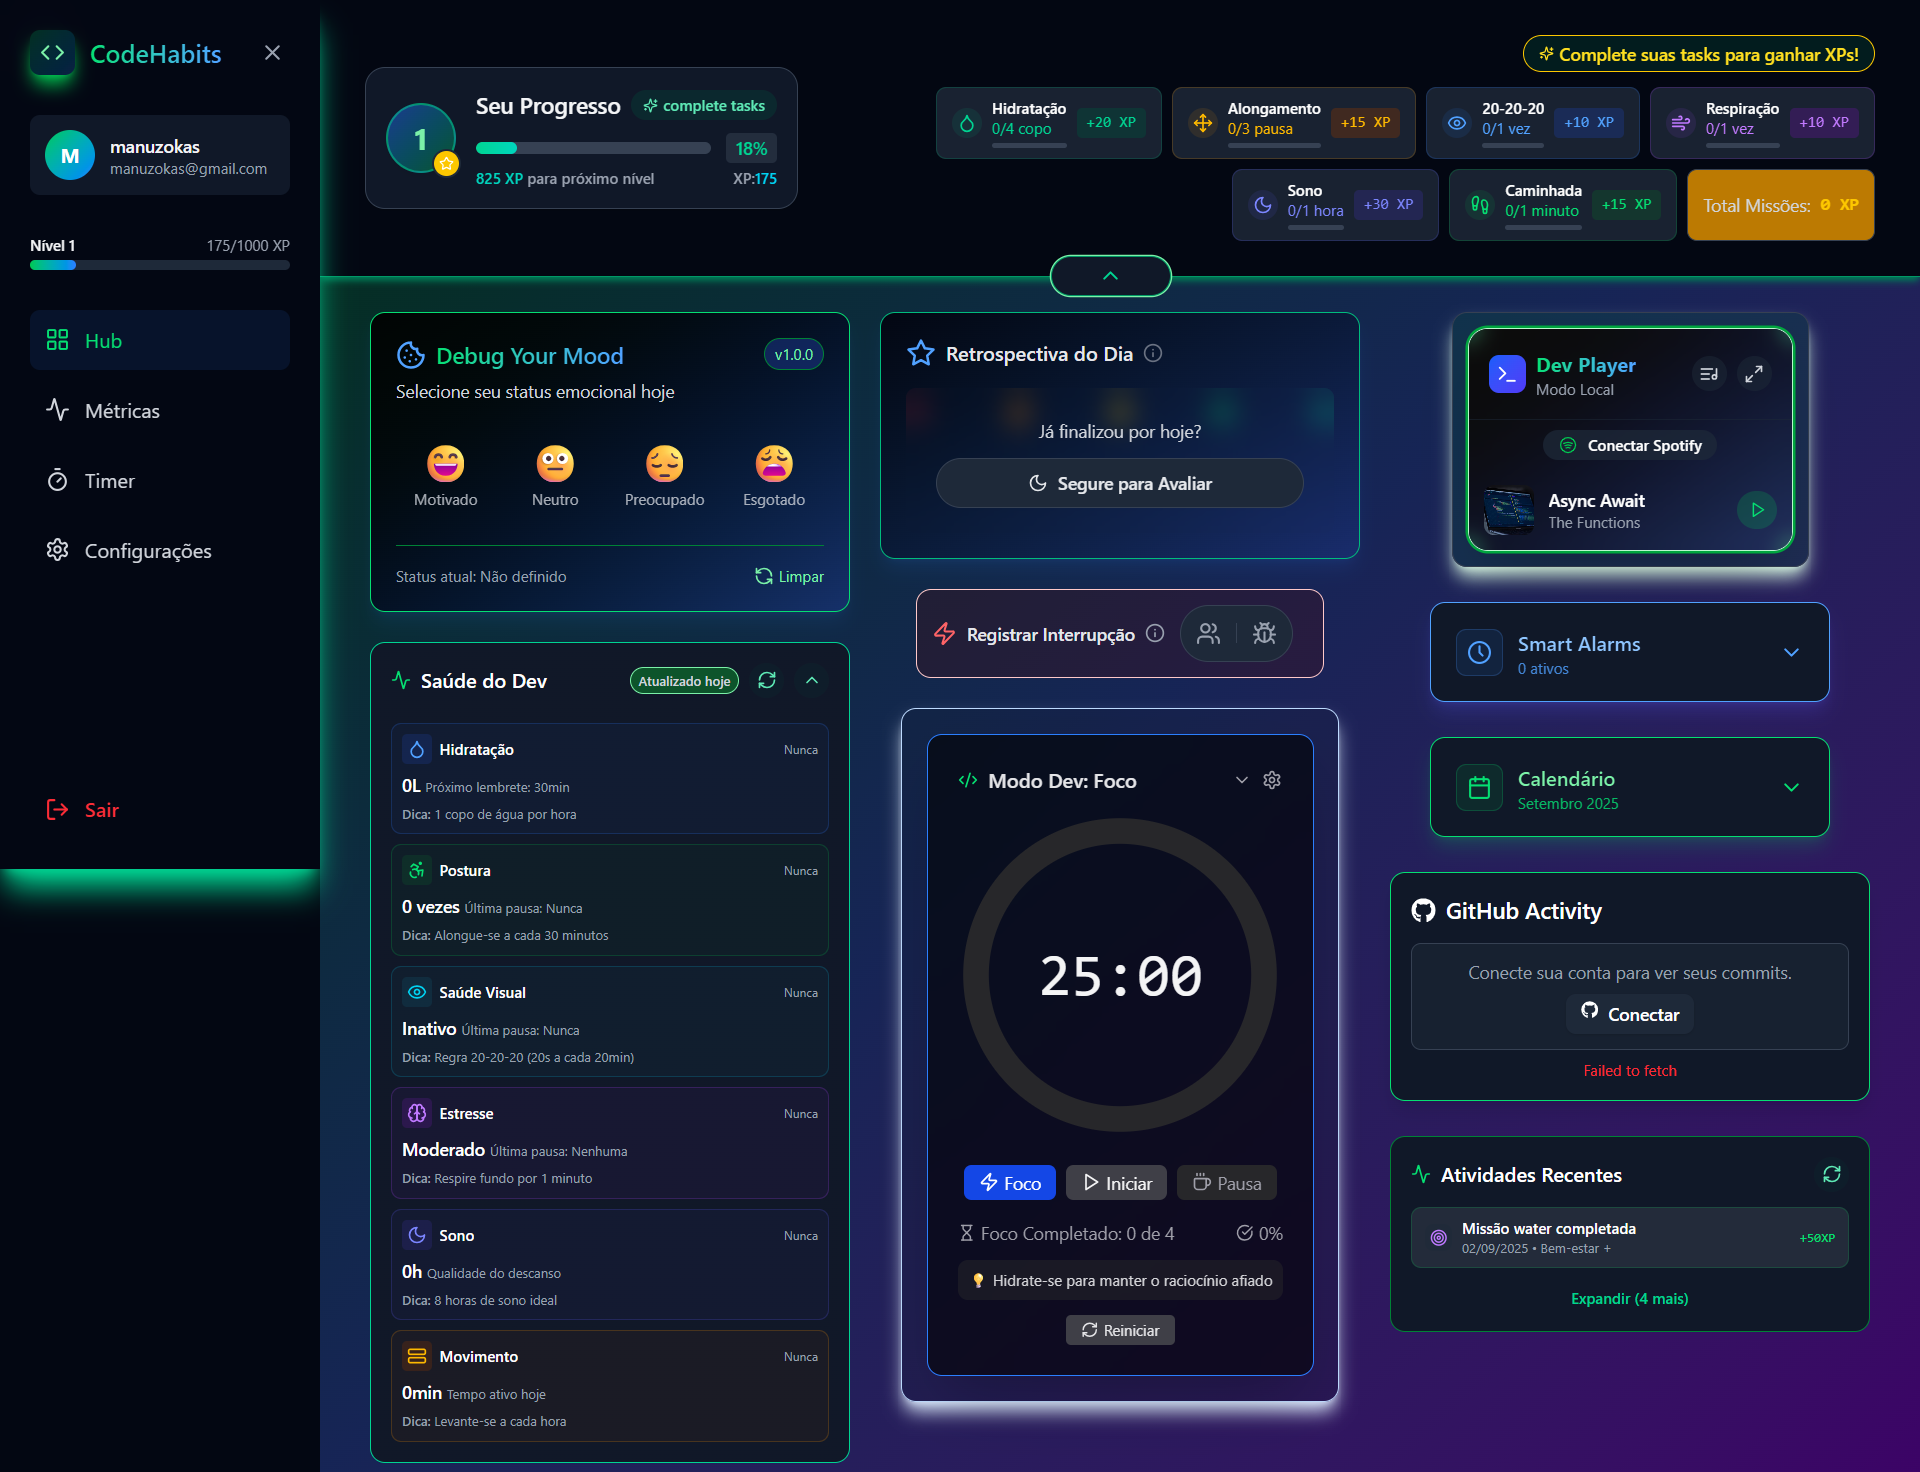 CodeHabits
M
manuzokas
manuzokas@gmail.com
Nível 1
175/1000 XP
Hub
Métricas
Timer
Configurações
Sair
1
Seu Progresso
complete tasks
18%
825 XP para próximo nível
XP:175
Complete suas tasks para ganhar XPs!
Hidratação
0/4 copo
+20 XP
Alongamento
0/3 pausa
+15 XP
20-20-20
0/1 vez
+10 XP
Respiração
0/1 vez
+10 XP
Sono
0/1 hora
+30 XP
Caminhada
0/1 minuto
+15 XP
Total Missões: 0 XP
Debug Your Mood
v1.0.0
Selecione seu status emocional hoje
Motivado
Neutro
Preocupado
Esgotado
Status atual: Não definido
Limpar
Saúde do Dev
Atualizado hoje
Hidratação
Nunca
0L Próximo lembrete: 30min
Dica: 1 copo de água por hora
Postura
Nunca
0 vezes Última pausa: Nunca
Dica: Alongue-se a cada 30 minutos
Saúde Visual
Nunca
Inativo Última pausa: Nunca
Dica: Regra 20-20-20 (20s a cada 20min)
Estresse
Nunca
Moderado Última pausa: Nenhuma
Dica: Respire fundo por 1 minuto
Sono
Nunca
0h Qualidade do descanso
Dica: 8 horas de sono ideal
Movimento
Nunca
0min Tempo ativo hoje
Dica: Levante-se a cada hora
Retrospectiva do Dia
Já finalizou por hoje?
Segure para Avaliar
Registrar Interrupção
Modo Dev: Foco
25:00
Foco
Iniciar
Pausa
Foco Completado: 0 de 4
0%
Hidrate-se para manter o raciocínio afiado
Reiniciar
Dev Player
Modo Local
Conectar Spotify
Async Await
The Functions
Smart Alarms
0 ativos
Calendário
Setembro 2025
GitHub Activity
Conecte sua conta para ver seus commits.
Conectar
Failed to fetch
Atividades Recentes
Missão water completada
02/09/2025 • Bem-estar +
+50XP
Expandir (4 mais)